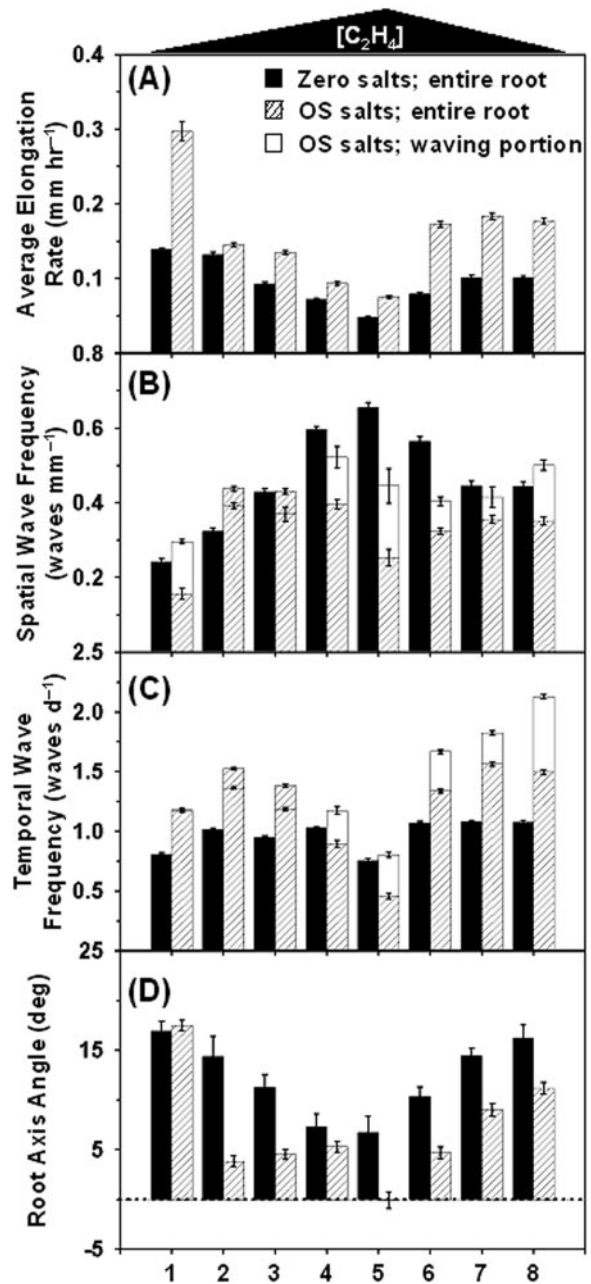 [C₂H₄]
(A)
Zero salts; entire root
OS salts; entire root
OS salts; waving portion
Average Elongation
Rate (mm hr⁻¹)
0.4
0.3
0.2
0.1
0.8
(B)
Spatial Wave Frequency
(waves mm⁻¹)
0.6
0.4
0.2
2.5
(C)
Temporal Wave
Frequency (waves d⁻¹)
2.0
1.5
1.0
0.5
25
(D)
Root Axis Angle (deg)
15
5
-5
1 2 3 4 5 6 7 8